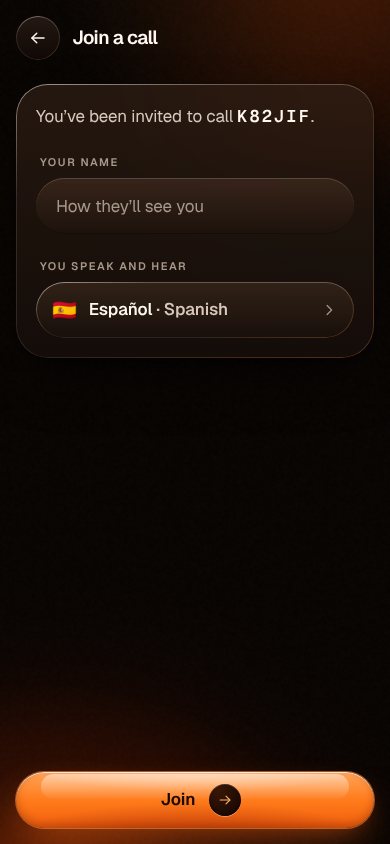 Join a call
You’ve been invited to call K82JIF.
YOUR NAME
How they’ll see you
YOU SPEAK AND HEAR
Español · Spanish
Join